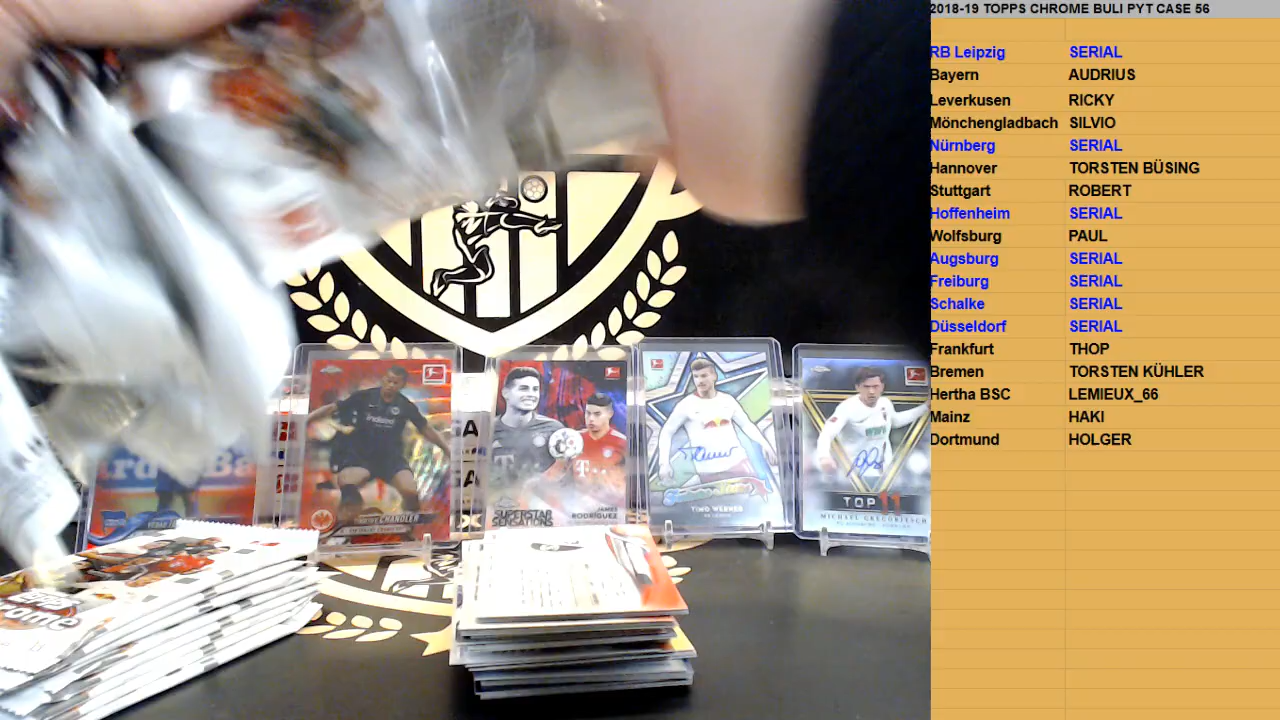 2018-19 TOPPS CHROME BULI PYT CASE 56
RB Leipzig SERIAL
Bayern AUDRIUS
Leverkusen RICKY
Mönchengladbach SILVIO
Nürnberg SERIAL
Hannover TORSTEN BÜSING
Stuttgart ROBERT
Hoffenheim SERIAL
Wolfsburg PAUL
Augsburg SERIAL
Freiburg SERIAL
Schalke SERIAL
Düsseldorf SERIAL
Frankfurt THOP
Bremen TORSTEN KÜHLER
Hertha BSC LEMIEUX_66
Mainz HAKI
Dortmund HOLGER
CHANDLER
SUPERSTAR
SENSATIONS
JAMES
RODRÍGUEZ
TIMO WERNER
TOP 11
MICHAEL GREGORITSCH